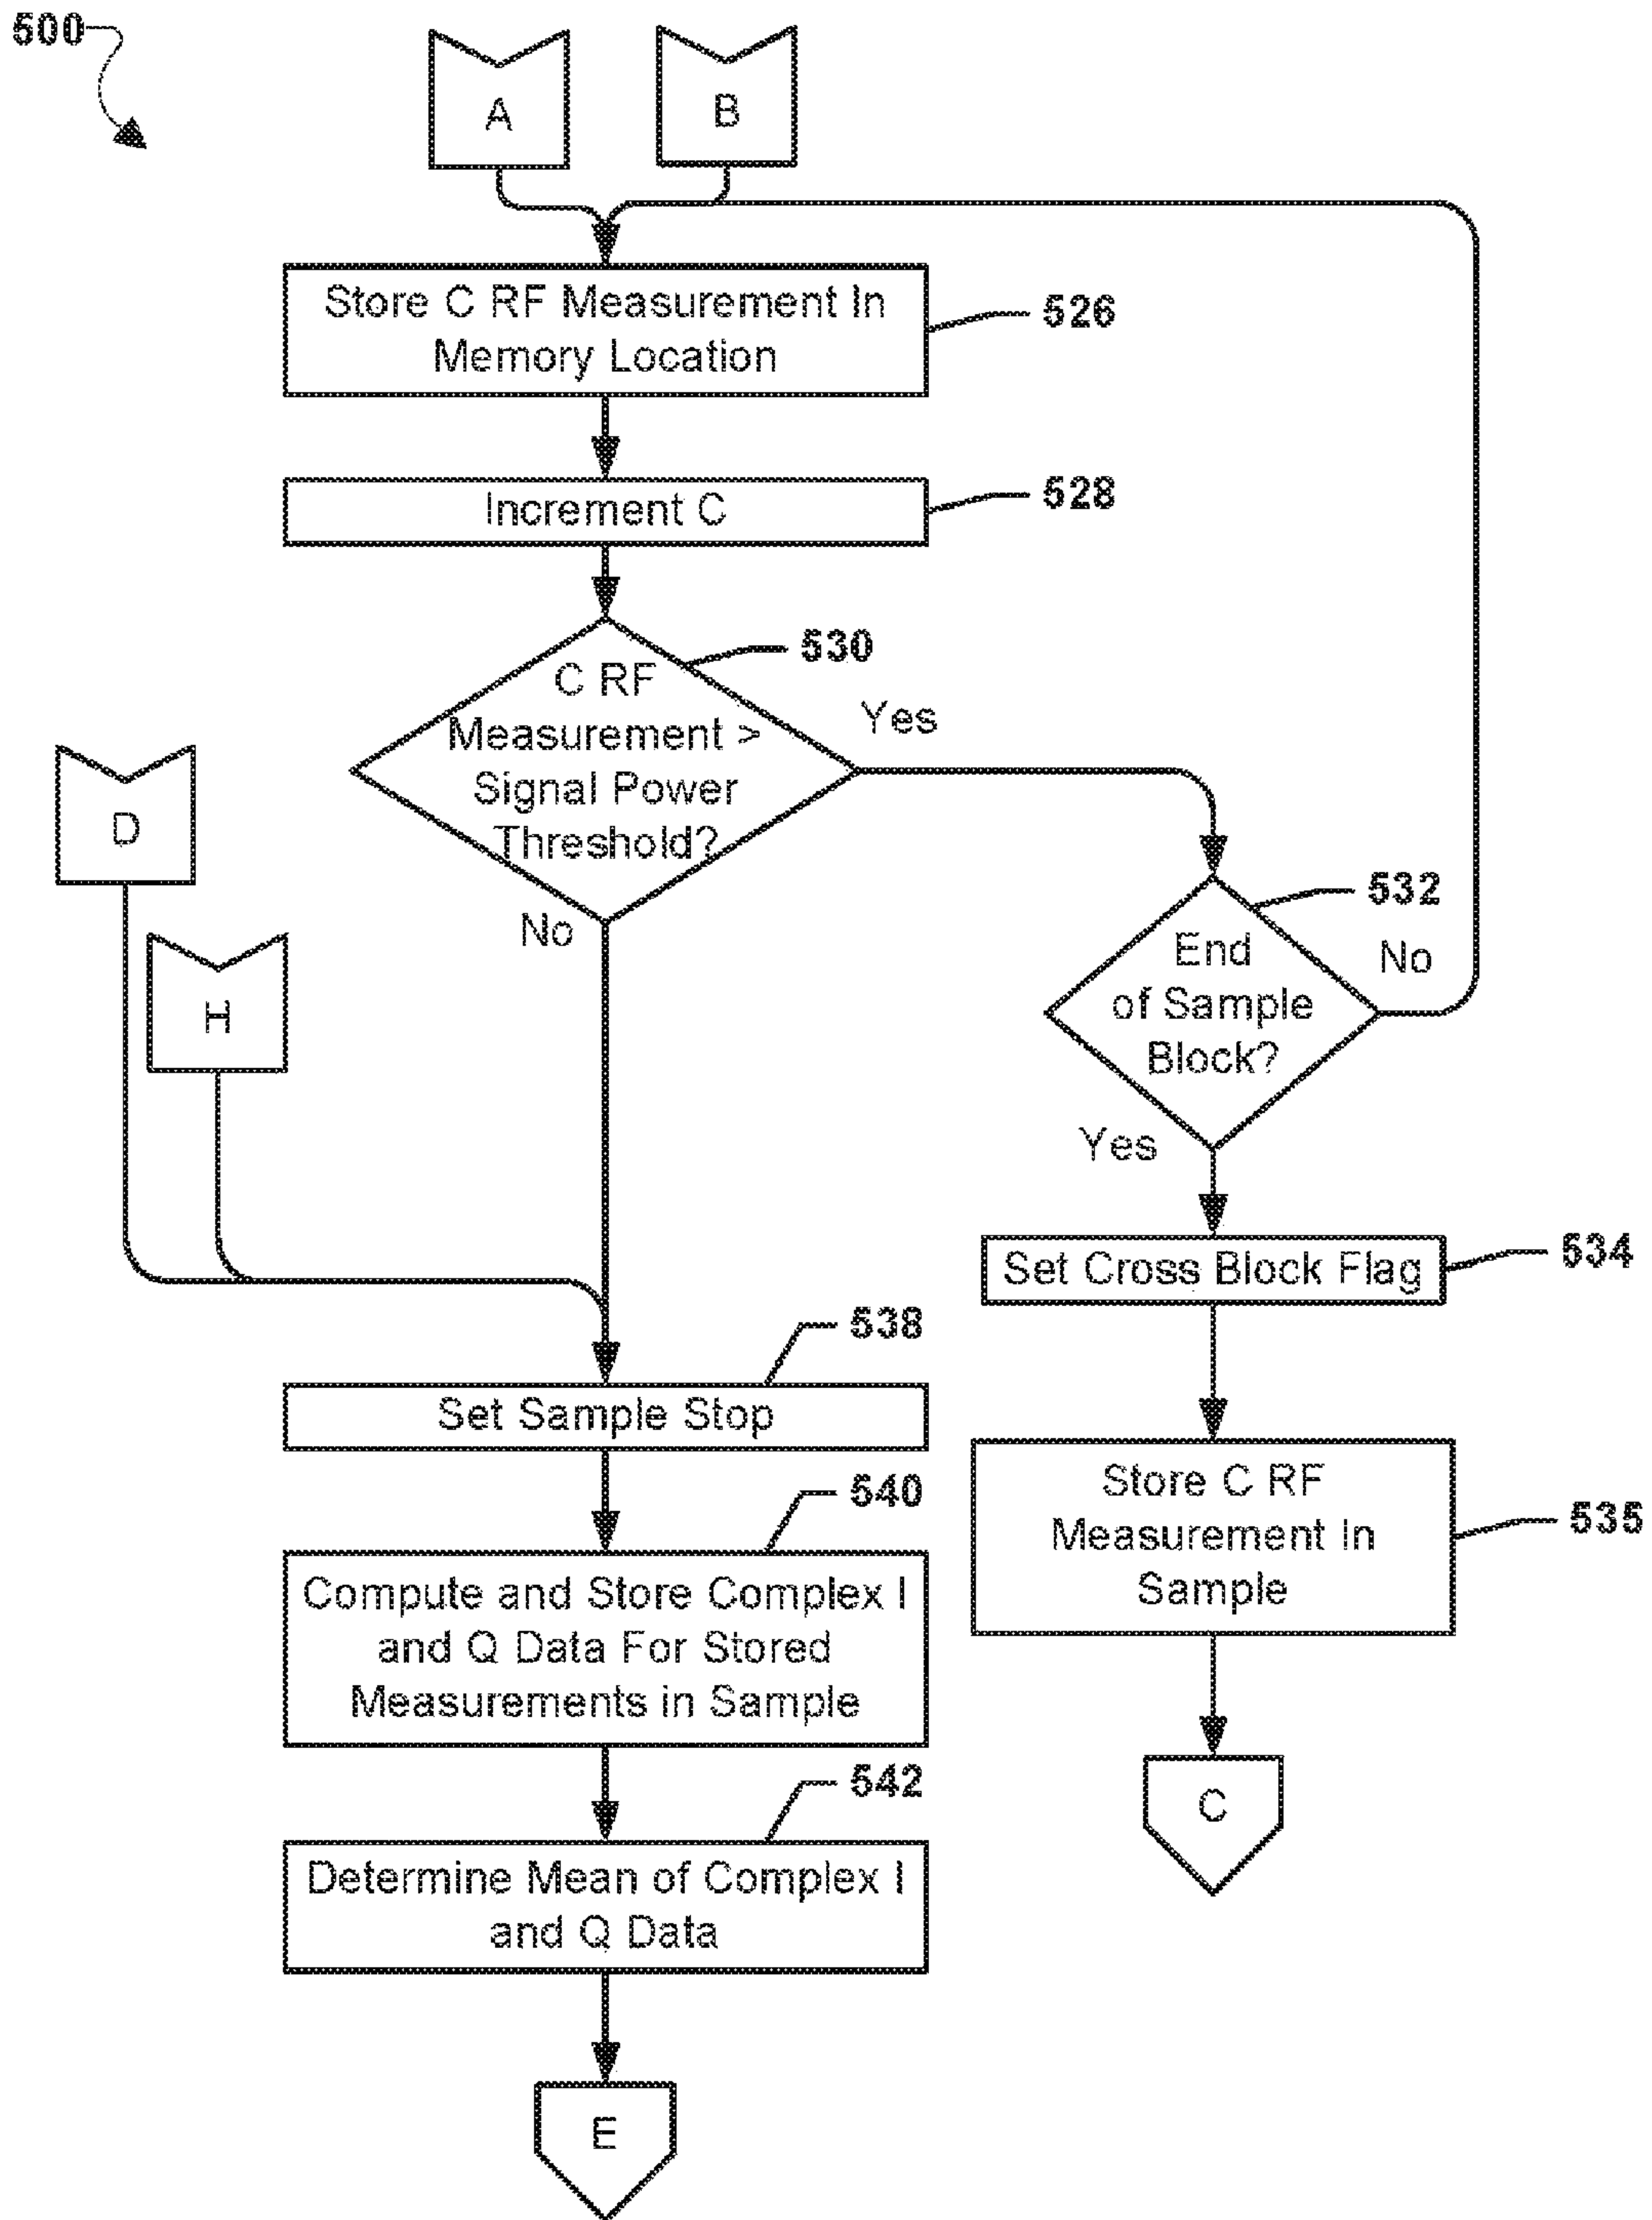 500
A
B
Store C RF Measurement In
Memory Location
526
Increment C
528
530
C RF
Measurement >
Signal Power
Threshold?
Yes
No
D
H
532
End
of Sample
Block?
No
Yes
Set Cross Block Flag
534
538
Set Sample Stop
Store C RF
Measurement In
Sample
535
540
Compute and Store Complex I
and Q Data For Stored
Measurements in Sample
C
542
Determine Mean of Complex I
and Q Data
E